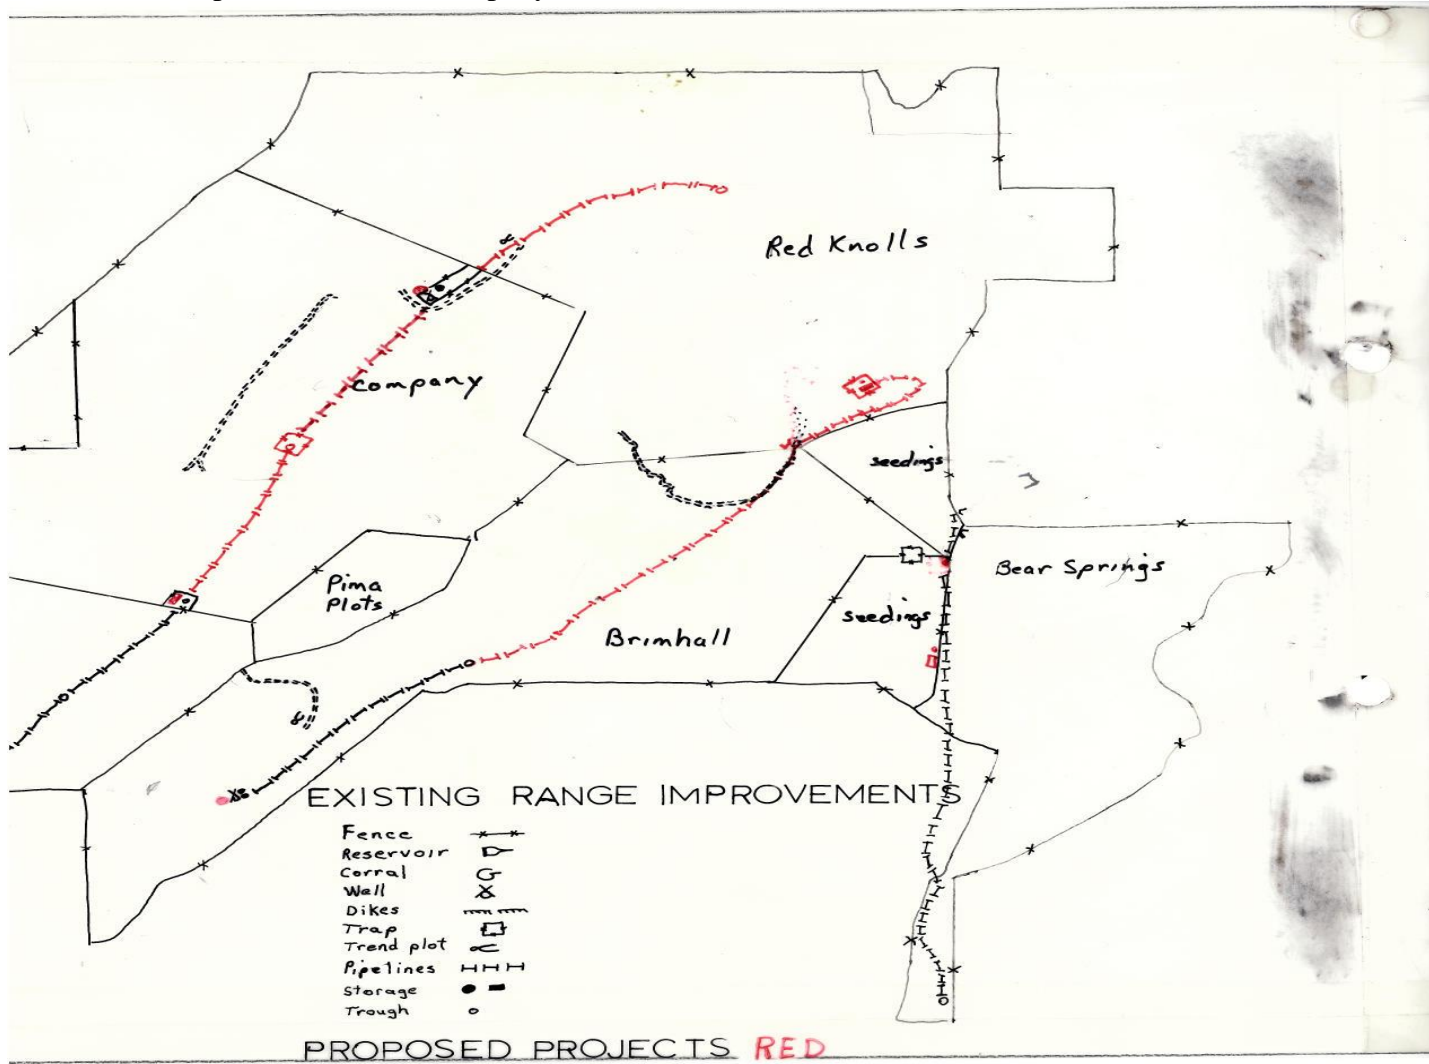 Red Knolls
Company
seedings
Bear Springs
Pima
Plots
seedings
Brimhall
EXISTING RANGE IMPROVEMENTS
Fence
Reservoir
Corral
Well
Dikes
Trap
Trend plot
Pipelines
Storage
Trough
PROPOSED PROJECTS RED